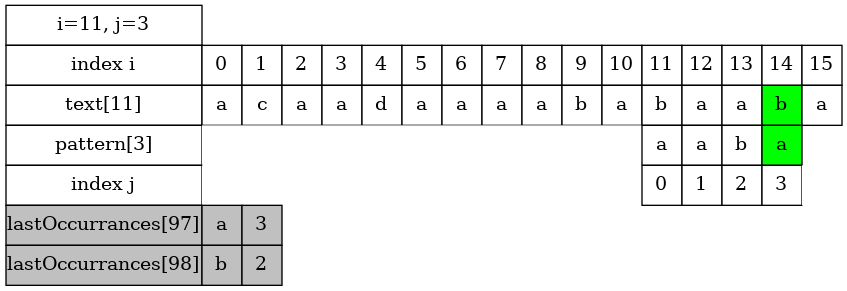 i=11, j=3
index i 0 1 2 3 4 5 6 7 8 9 10 11 12 13 14 15
text[11] a c a a d a a a a b a b a a b a
pattern[3] a a b a
index j 0 1 2 3
lastOccurrances[97] a 3
lastOccurrances[98] b 2